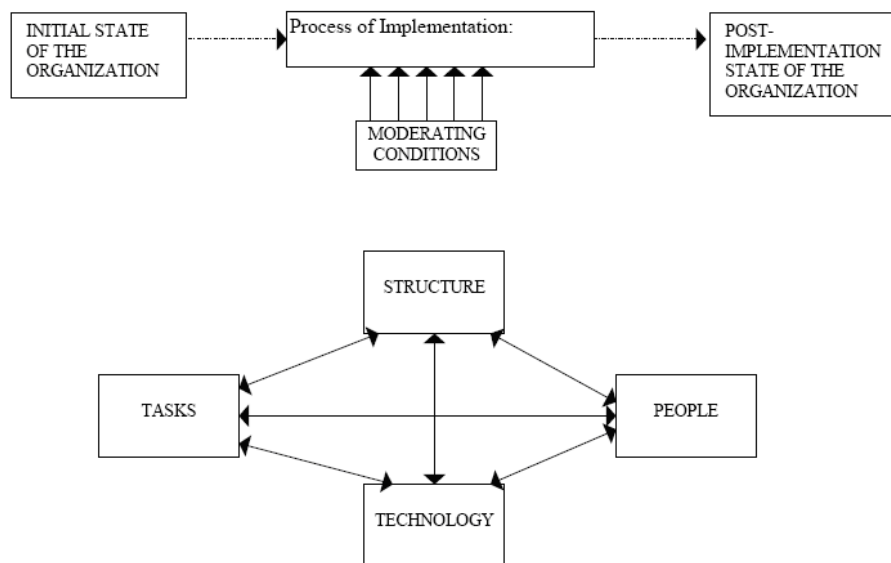 INITIAL STATE
OF THE
ORGANIZATION
Process of Implementation:
POST-
IMPLEMENTATION
STATE OF THE
ORGANIZATION
MODERATING
CONDITIONS
STRUCTURE
TASKS
PEOPLE
TECHNOLOGY